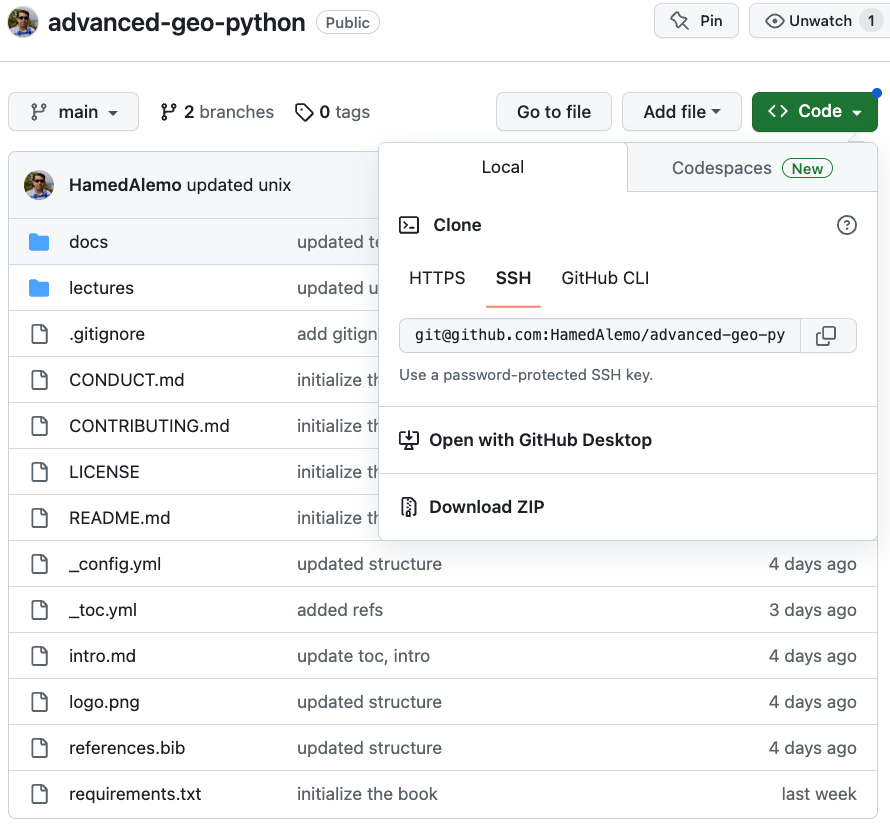 advanced-geo-python Public Pin Unwatch 1
main 2 branches 0 tags Go to file Add file Code
Local Codespaces New
HamedAlemo updated unix
Clone
docs updated te
HTTPS SSH GitHub CLI
lectures updated u
.gitignore add gitign
git@github.com:HamedAlemo/advanced-geo-py
CONDUCT.md initialize th
Use a password-protected SSH key.
CONTRIBUTING.md initialize th
Open with GitHub Desktop
LICENSE initialize th
README.md initialize th
Download ZIP
_config.yml updated structure 4 days ago
_toc.yml added refs 3 days ago
intro.md update toc, intro 4 days ago
logo.png updated structure 4 days ago
references.bib updated structure 4 days ago
requirements.txt initialize the book last week